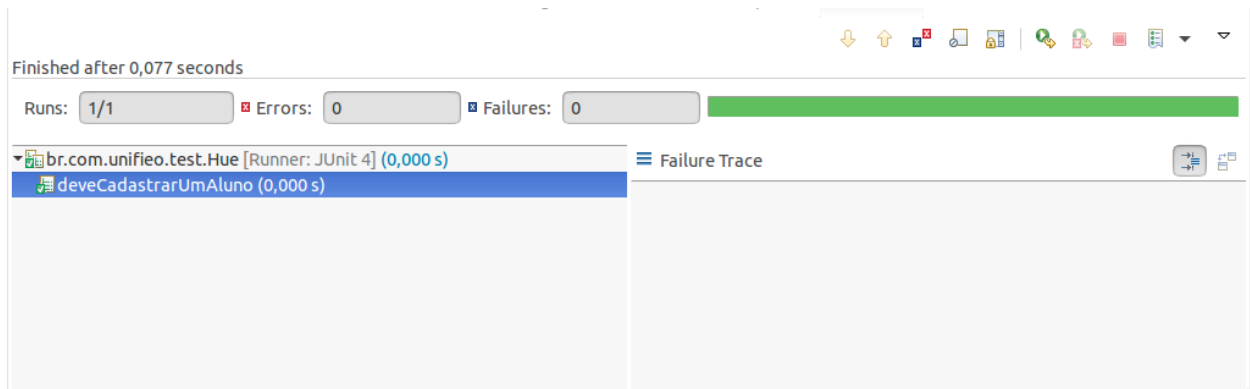 Finished after 0,077 seconds
Runs: 1/1 Errors: 0 Failures: 0
br.com.unifieo.test.Hue [Runner: JUnit 4] (0,000 s)
Failure Trace
deveCadastrarUmAluno (0,000 s)